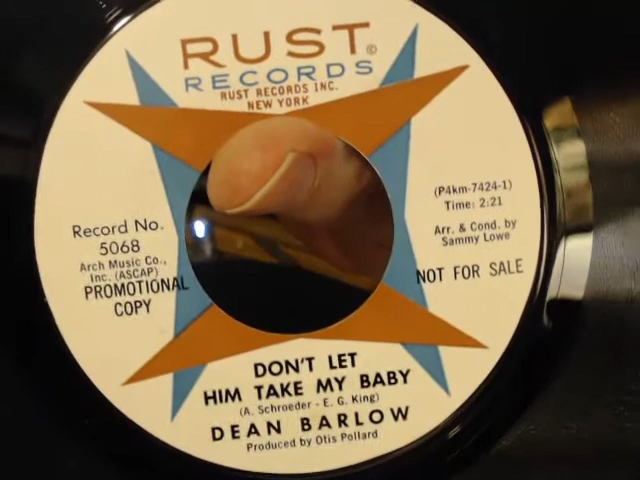 RUST©
RECORDS
RUST RECORDS INC.
NEW YORK
Record No.
5068
Arch Music Co.,
Inc. (ASCAP)
PROMOTIONAL
COPY
(P4km-7424-1)
Time: 2:21
Arr. & Cond. by
Sammy Lowe
NOT FOR SALE
DON'T LET
HIM TAKE MY BABY
(A. Schroeder - E. G. King)
DEAN BARLOW
Produced by Otis Pollard